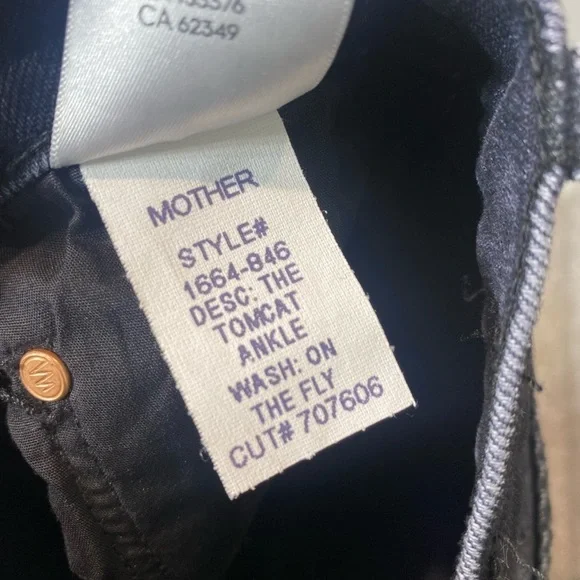 CA 62349
MOTHER
STYLE#
1664-846
DESC: THE
TOMCAT
ANKLE
WASH: ON
THE FLY
CUT# 707606